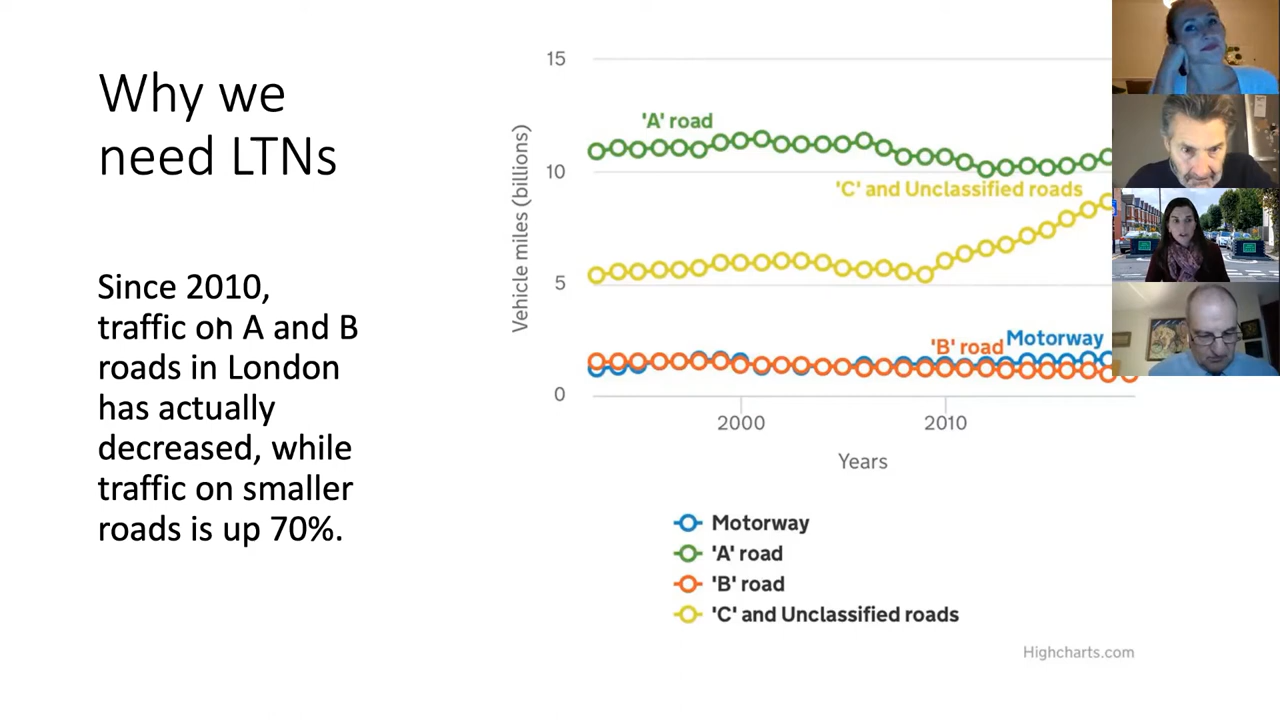 Why we
need LTNs
Since 2010,
traffic on A and B
roads in London
has actually
decreased, while
traffic on smaller
roads is up 70%.
15
10
5
0
Vehicle miles (billions)
'A' road
'C' and Unclassified roads
'B' road
Motorway
2000
2010
Years
Motorway
'A' road
'B' road
'C' and Unclassified roads
Highcharts.com